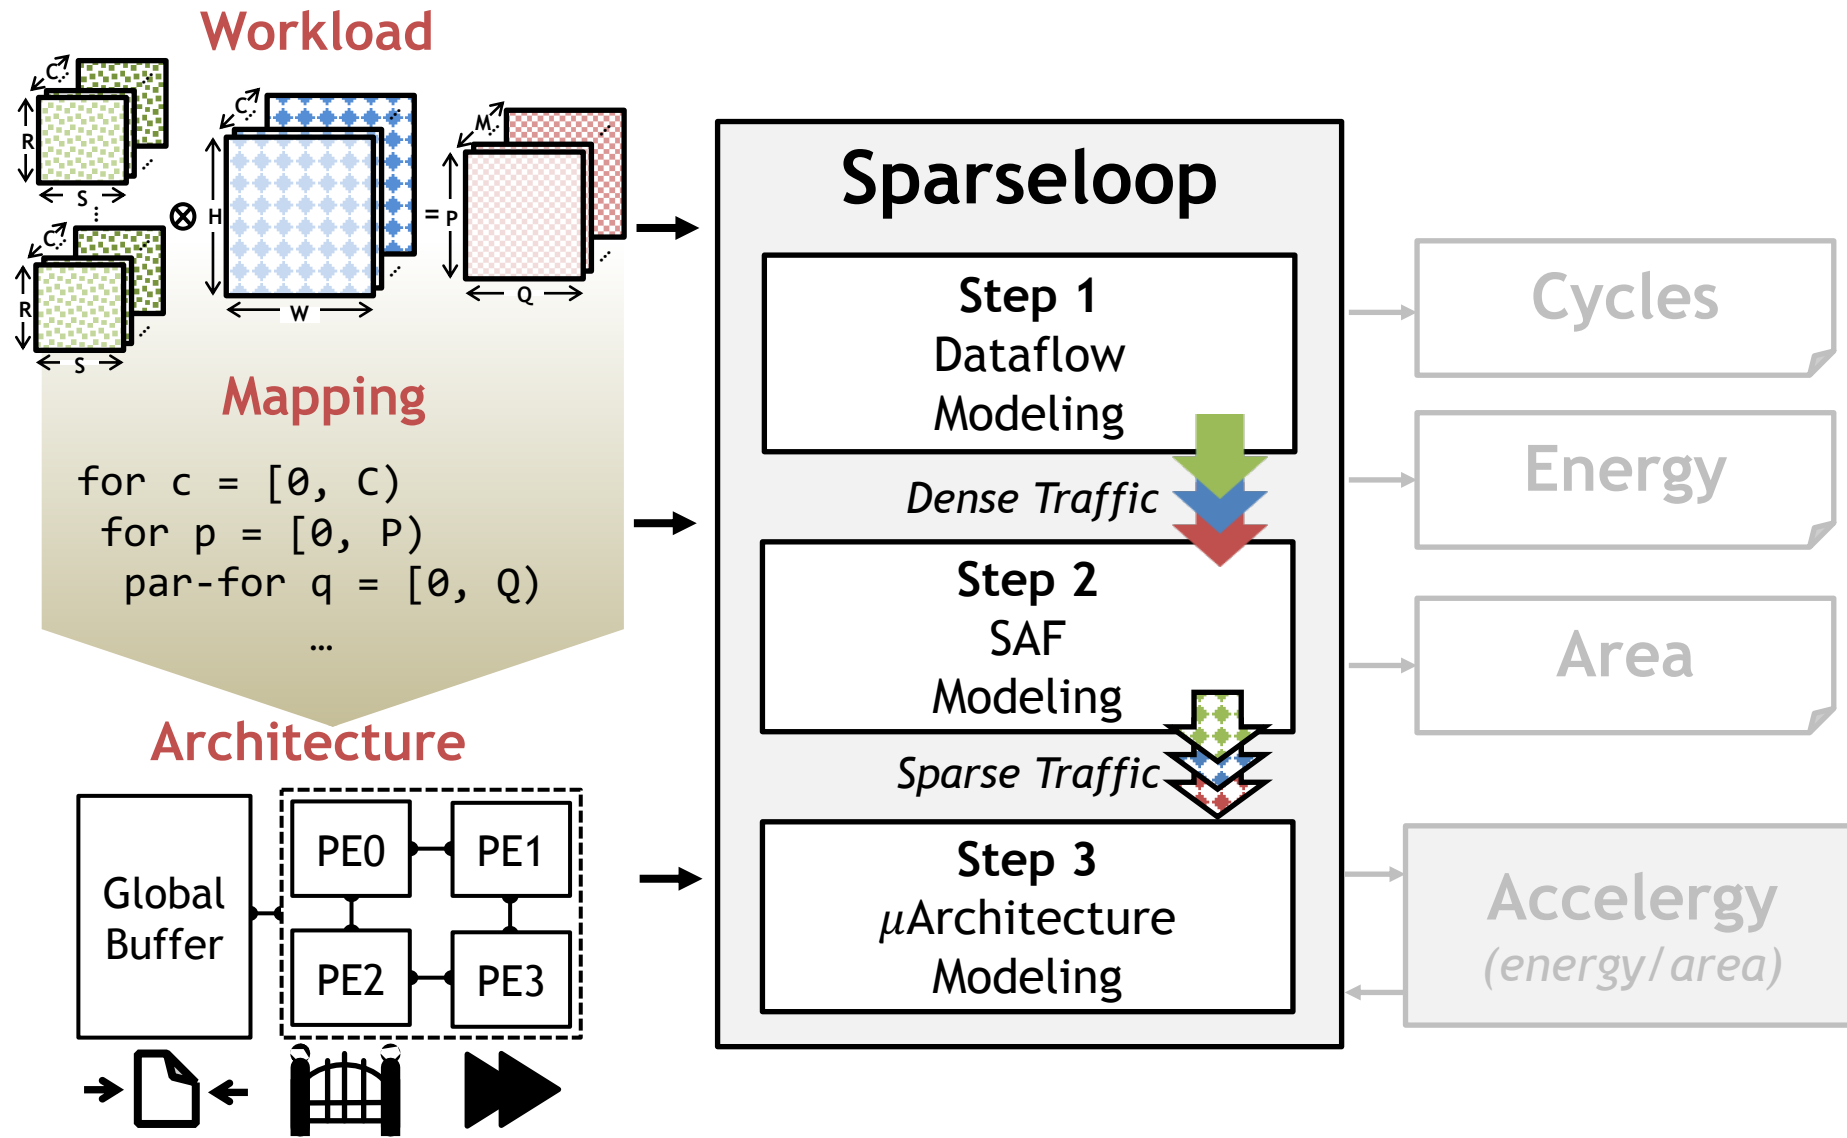 Workload
C
R
S
C
R
S
⊗
C
H
W
=
M
P
Q
Mapping
for c = [0, C)
for p = [0, P)
par-for q = [0, Q)
…
Architecture
Global
Buffer
PE0
PE1
PE2
PE3
Sparseloop
Step 1
Dataflow
Modeling
Dense Traffic
Step 2
SAF
Modeling
Sparse Traffic
Step 3
μArchitecture
Modeling
Cycles
Energy
Area
Accelergy
(energy/area)